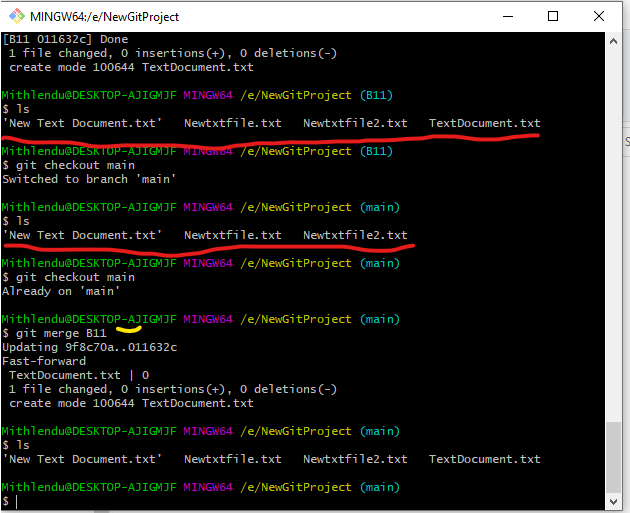 MINGW64:/e/NewGitProject
[B11 011632c] Done
 1 file changed, 0 insertions(+), 0 deletions(-)
 create mode 100644 TextDocument.txt
Mithlendu@DESKTOP-AJIGMJF MINGW64 /e/NewGitProject (B11)
$ ls
'New Text Document.txt'   Newtxtfile.txt   Newtxtfile2.txt   TextDocument.txt
Mithlendu@DESKTOP-AJIGMJF MINGW64 /e/NewGitProject (B11)
$ git checkout main
Switched to branch 'main'
Mithlendu@DESKTOP-AJIGMJF MINGW64 /e/NewGitProject (main)
$ ls
'New Text Document.txt'   Newtxtfile.txt   Newtxtfile2.txt
Mithlendu@DESKTOP-AJIGMJF MINGW64 /e/NewGitProject (main)
$ git checkout main
Already on 'main'
Mithlendu@DESKTOP-AJIGMJF MINGW64 /e/NewGitProject (main)
$ git merge B11
Updating 9f8c70a..011632c
Fast-forward
 TextDocument.txt | 0
 1 file changed, 0 insertions(+), 0 deletions(-)
 create mode 100644 TextDocument.txt
Mithlendu@DESKTOP-AJIGMJF MINGW64 /e/NewGitProject (main)
$ ls
'New Text Document.txt'   Newtxtfile.txt   Newtxtfile2.txt   TextDocument.txt
Mithlendu@DESKTOP-AJIGMJF MINGW64 /e/NewGitProject (main)
$